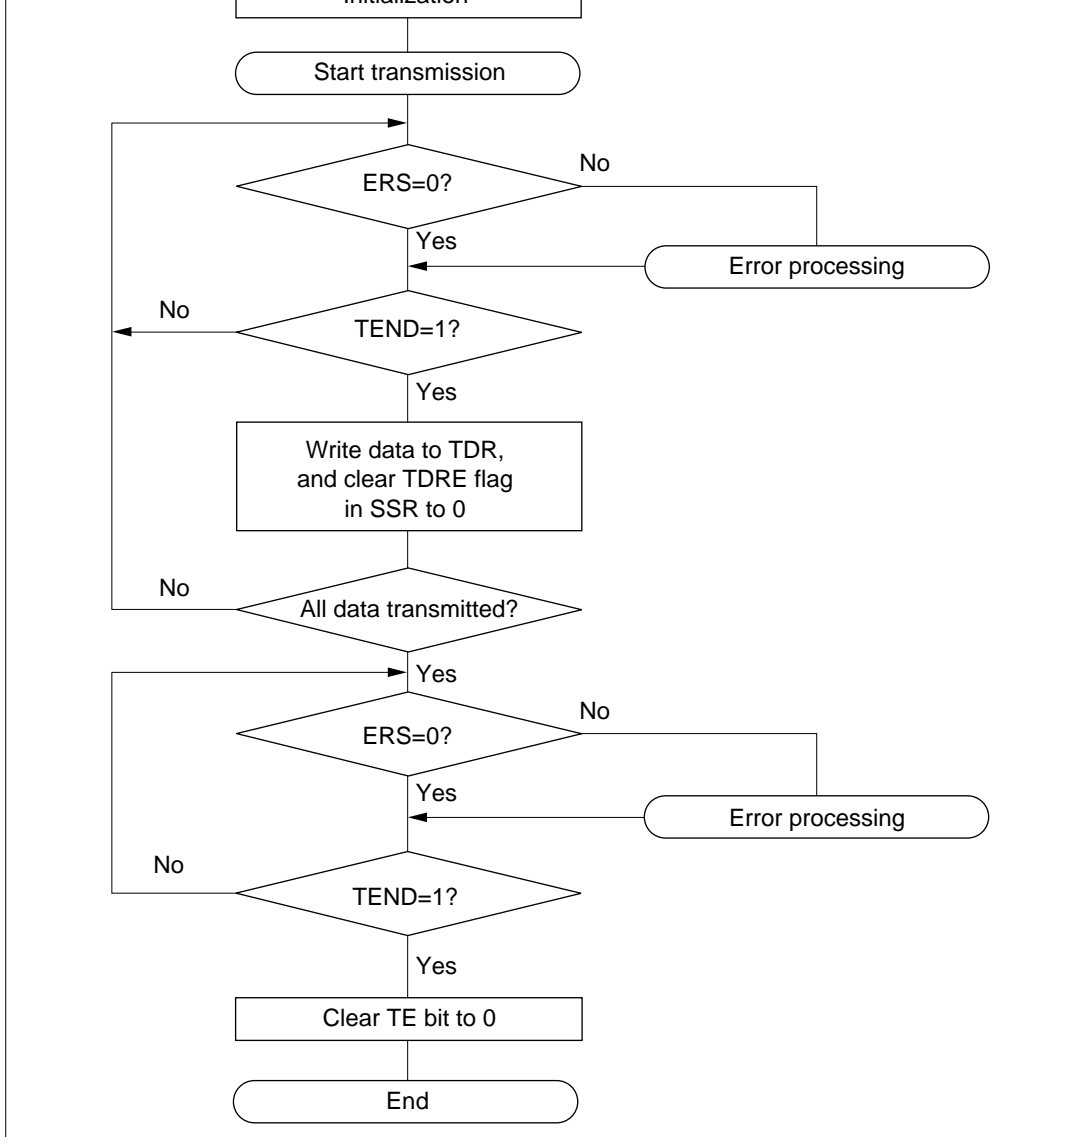 Initialization
Start transmission
No
ERS=0?
Yes
Error processing
No
TEND=1?
Yes
Write data to TDR,
and clear TDRE flag
in SSR to 0
No
All data transmitted?
Yes
No
ERS=0?
Yes
Error processing
No
TEND=1?
Yes
Clear TE bit to 0
End